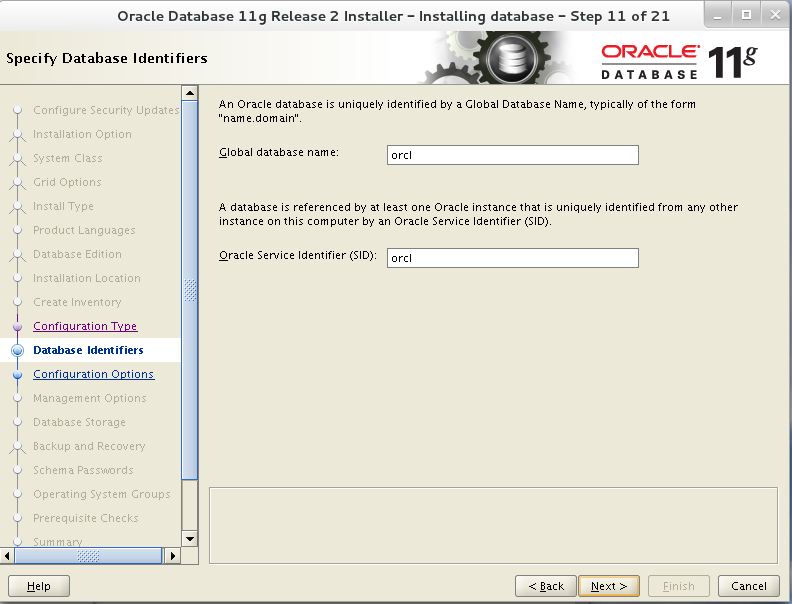 Oracle Database 11g Release 2 Installer - Installing database - Step 11 of 21
Specify Database Identifiers
ORACLE
DATABASE
11g
Configure Security Updates
Installation Option
System Class
Grid Options
Install Type
Product Languages
Database Edition
Installation Location
Create Inventory
Configuration Type
Database Identifiers
Configuration Options
Management Options
Database Storage
Backup and Recovery
Schema Passwords
Operating System Groups
Prerequisite Checks
Summary
An Oracle database is uniquely identified by a Global Database Name, typically of the form
"name.domain".
Global database name: orcl
A database is referenced by at least one Oracle instance that is uniquely identified from any other
instance on this computer by an Oracle Service Identifier (SID).
Oracle Service Identifier (SID): orcl
Help
< Back
Next >
Finish
Cancel